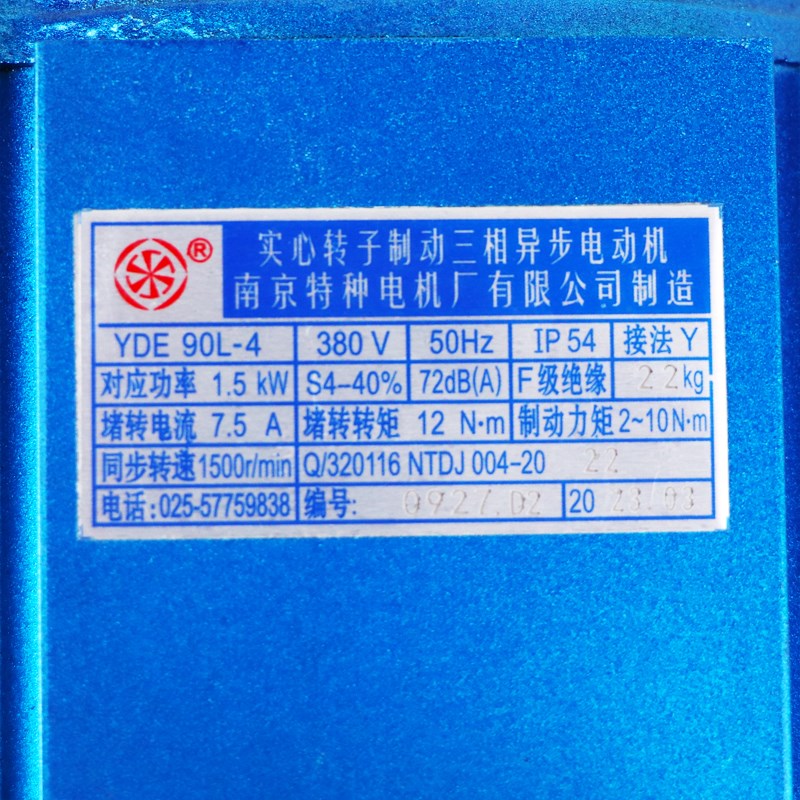 ®
实心转子制动三相异步电动机
南京特种电机厂有限公司制造
YDE 90L-4 380 V 50Hz IP 54 接法 Y
对应功率 1.5 kW S4-40% 72dB(A) F级绝缘 22kg
堵转电流 7.5 A 堵转转矩 12 N·m 制动力矩 2~10N·m
同步转速1500r/min Q/320116 NTDJ 004-20 22
电话:025-57759838 编号: 0927.02 20 23/03